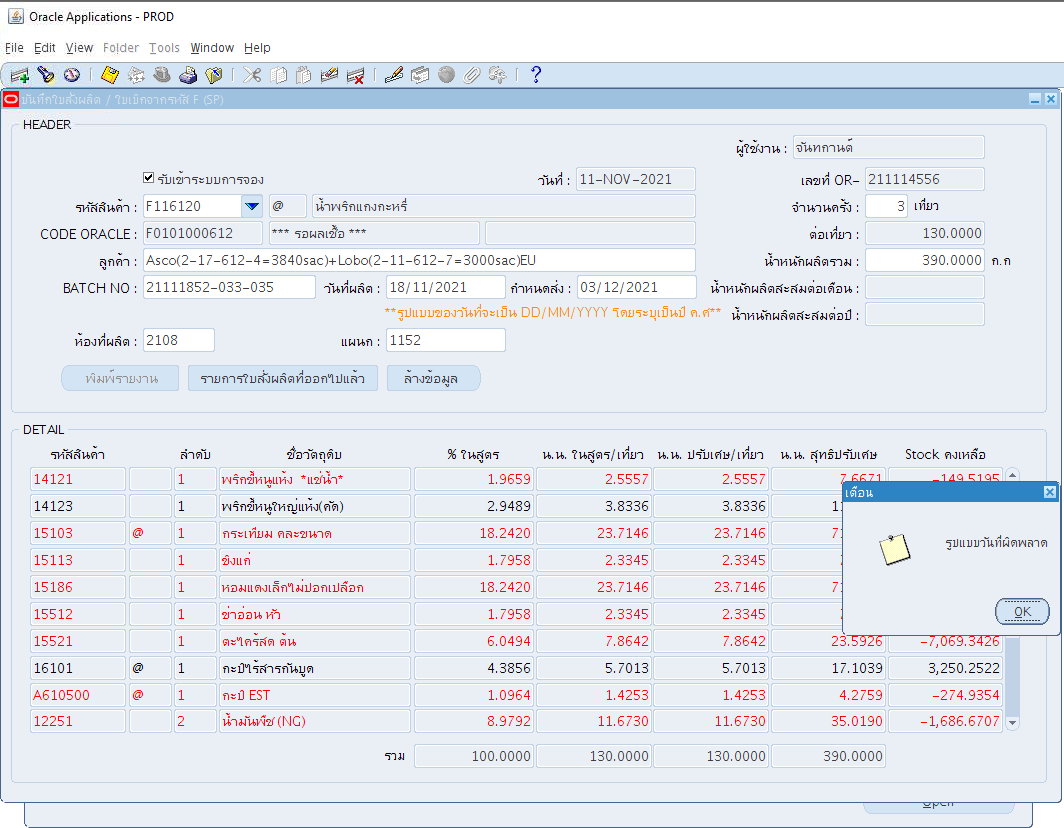 Oracle Applications - PROD
File Edit View Folder Tools Window Help
บันทึกใบสั่งผลิต / ใบเบิกจากรหัส F (SP)
HEADER
ผู้ใช้งาน : จันทกานต์
รับเข้าระบบการจอง วันที่ : 11-NOV-2021 เลขที่ OR- 211114556
รหัสสินค้า : F116120 @ น้ำพริกแกงกะหรี่ จำนวนครั้ง : 3 เที่ยว
CODE ORACLE : F0101000612 *** รอผลเชื้อ *** ต่อเที่ยว : 130.0000
ลูกค้า : Asco(2-17-612-4=3840sac)+Lobo(2-11-612-7=3000sac)EU น้ำหนักผลิตรวม : 390.0000 ก.ก
BATCH NO : 21111852-033-035 วันที่ผลิต : 18/11/2021 กำหนดส่ง : 03/12/2021 น้ำหนักผลิตสะสมต่อเดือน :
**รูปแบบของวันที่จะเป็น DD/MM/YYYY โดยระบุเป็นปี ค.ศ** น้ำหนักผลิตสะสมต่อปี :
ห้องที่ผลิต : 2108 แผนก : 1152
พิมพ์รายงาน รายการใบสั่งผลิตที่ออกไปแล้ว ล้างข้อมูล
DETAIL
รหัสสินค้า ลำดับ ชื่อวัตถุดิบ % ในสูตร น.น. ในสูตร/เที่ยว น.น. ปรับเศษ/เที่ยว น.น. สุทธิปรับเศษ Stock คงเหลือ
14121 1 พริกขี้หนูแห้ง *แช่น้ำ* 1.9659 2.5557 2.5557 7.6671 -149.5195
14123 1 พริกขี้หนูใหญ่แห้ง(คัด) 2.9489 3.8336 3.8336 11
15103 @ 1 กระเทียม คละขนาด 18.2420 23.7146 23.7146 71
15113 1 ขิงแก่ 1.7958 2.3345 2.3345
15186 1 หอมแดงเล็กไม่ปอกเปลือก 18.2420 23.7146 23.7146 71
15512 1 ข่าอ่อน หัว 1.7958 2.3345 2.3345
15521 1 ตะไคร้สด ต้น 6.0494 7.8642 7.8642 23.5926 -7,069.3426
16101 @ 1 กะปิไร้สารกันบูด 4.3856 5.7013 5.7013 17.1039 3,250.2522
A610500 @ 1 กะปิ EST 1.0964 1.4253 1.4253 4.2759 -274.9354
12251 2 น้ำมันพืช (NG) 8.9792 11.6730 11.6730 35.0190 -1,686.6707
รวม 100.0000 130.0000 130.0000 390.0000
เตือน
รูปแบบวันที่ผิดพลาด
OK
Open